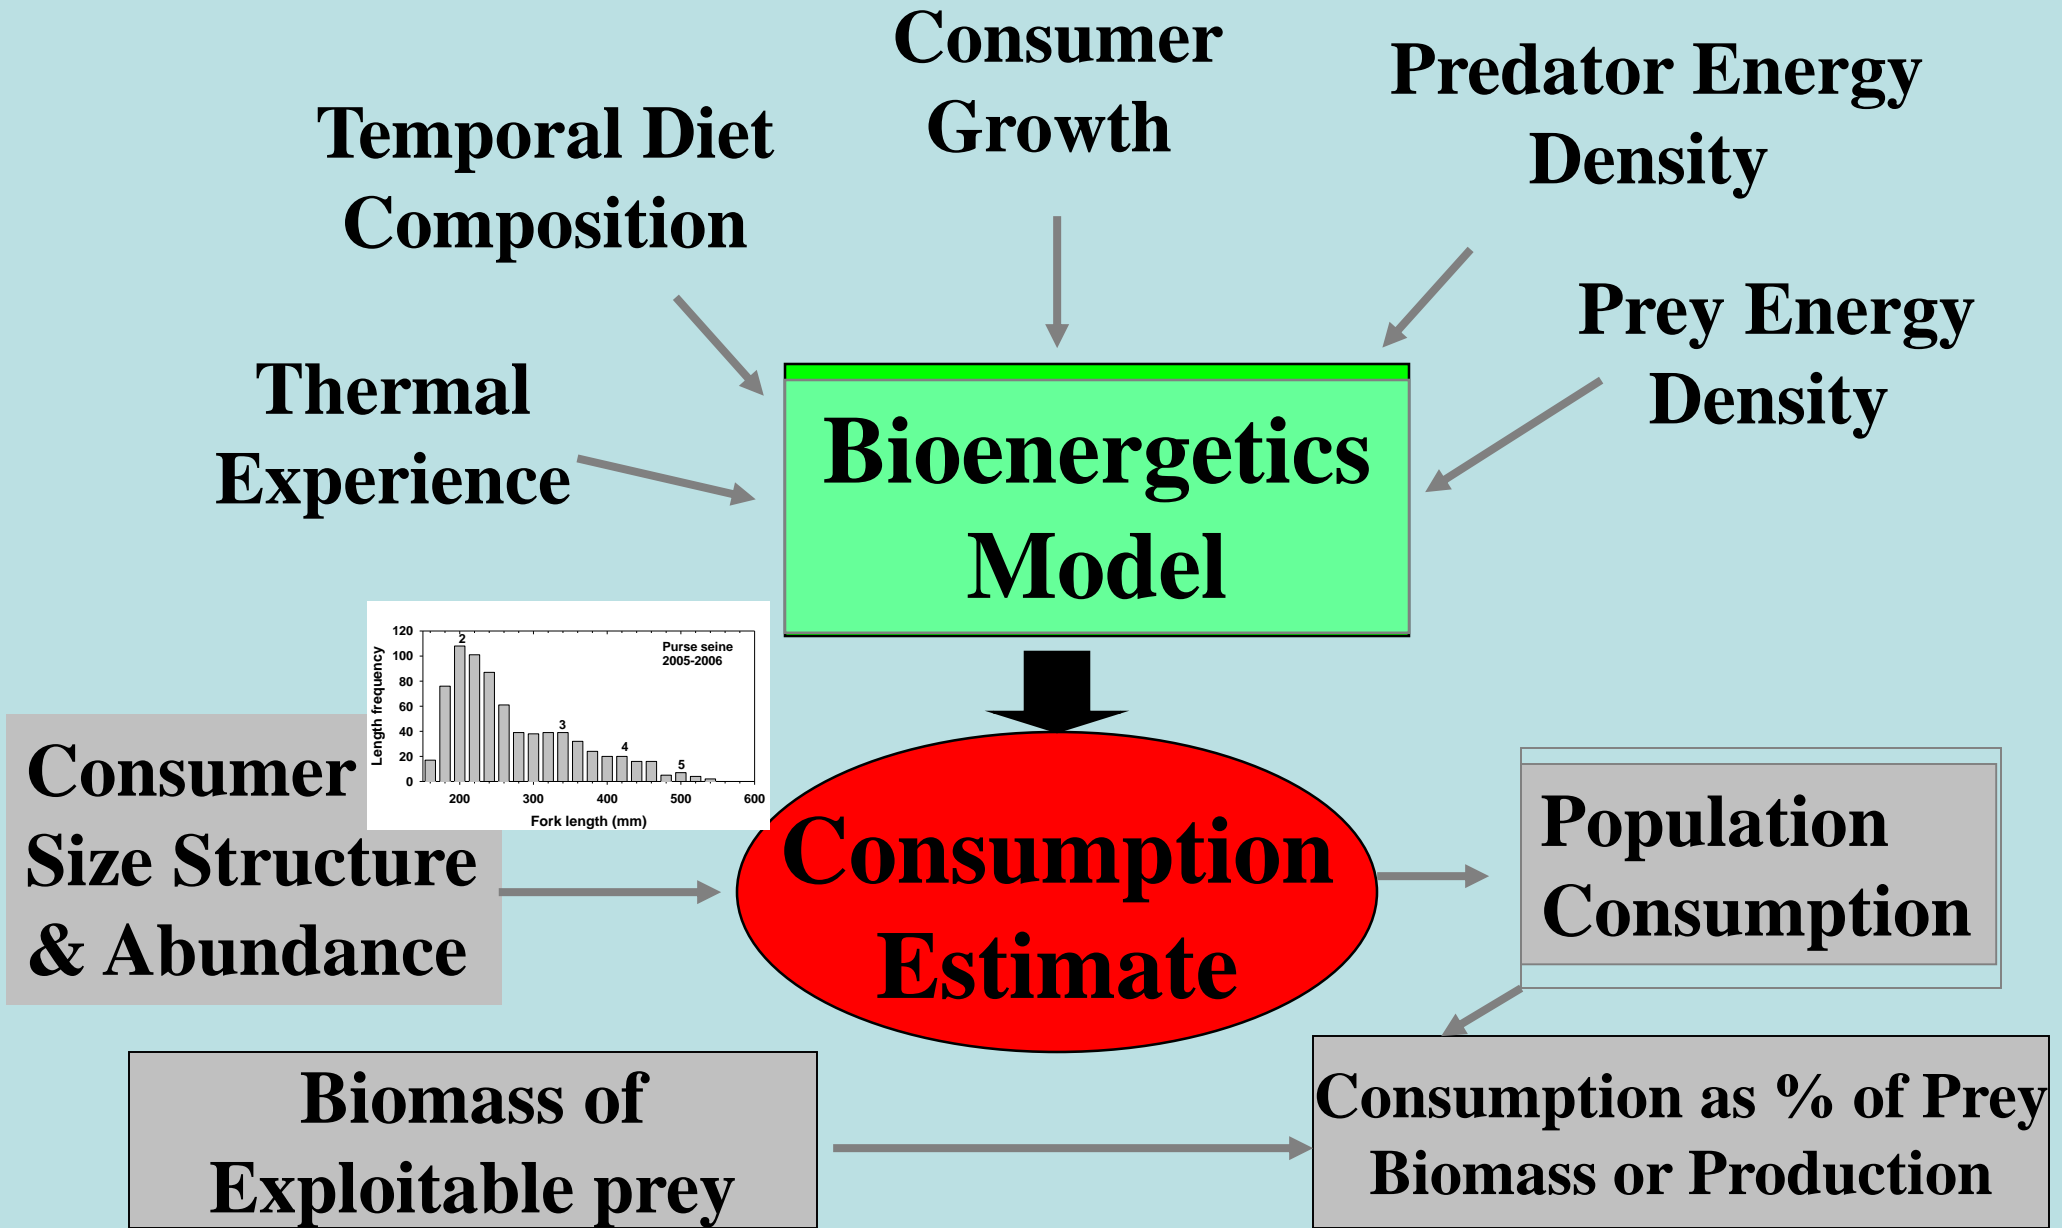 Consumer
Growth
Predator Energy
Density
Temporal Diet
Composition
Prey Energy
Density
Thermal
Experience
Bioenergetics
Model
120
100
80
60
40
20
0
Length frequency
2
3
4
5
Purse seine
2005-2006
200 300 400 500 600
Fork length (mm)
Consumer
Size Structure
& Abundance
Consumption
Estimate
Population
Consumption
Biomass of
Exploitable prey
Consumption as % of Prey
Biomass or Production